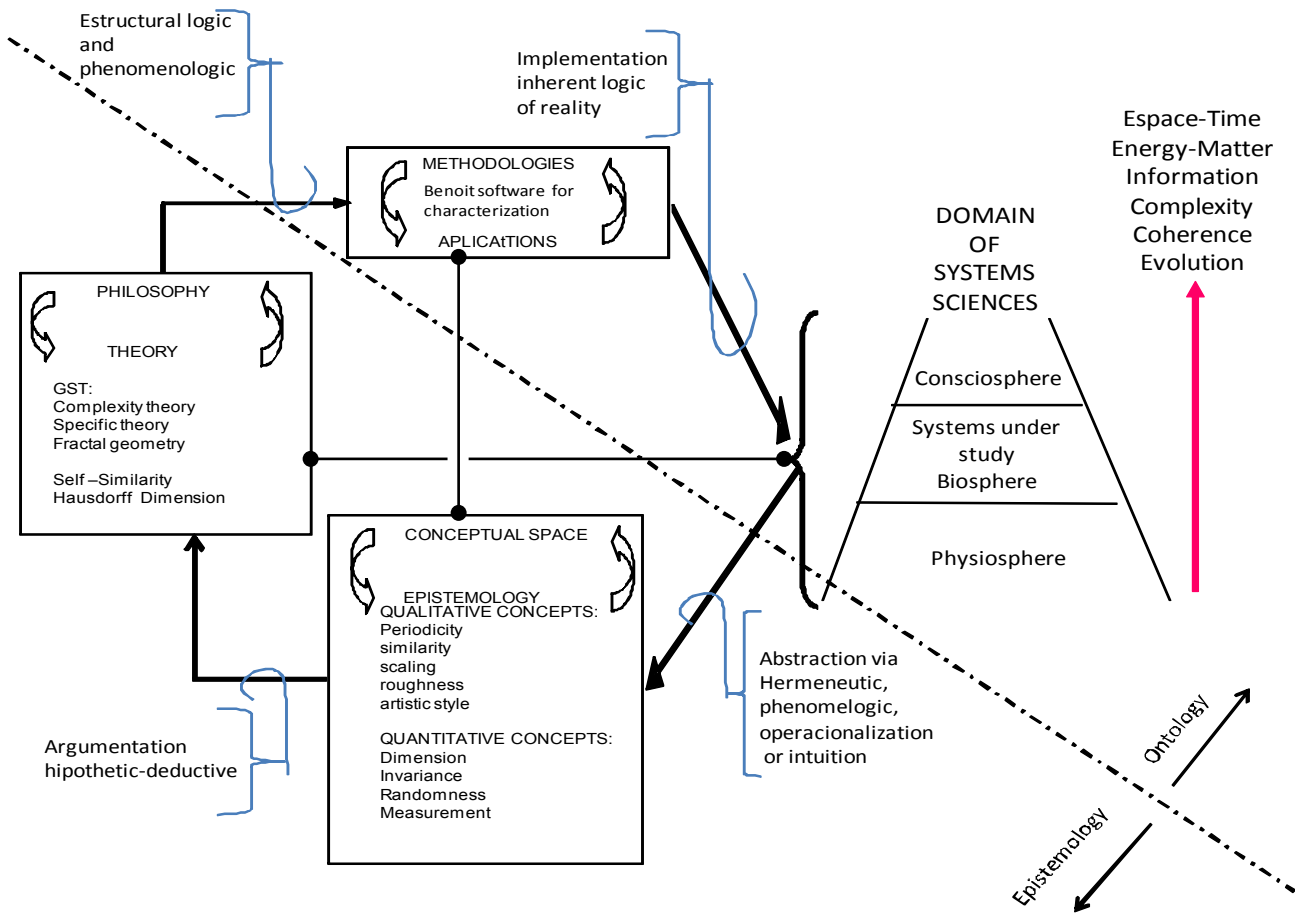 Estructural logic
and
phenomenologic
Implementation
inherent logic
of reality
METHODOLOGIES
Benoit software for
characterization
APLICAtTIONS
PHILOSOPHY
THEORY
GST:
Complexity theory
Specific theory
Fractal geometry
Self –Similarity
Hausdorff Dimension
CONCEPTUAL SPACE
EPISTEMOLOGY
QUALITATIVE CONCEPTS:
Periodicity
similarity
scaling
roughness
artistic style
QUANTITATIVE CONCEPTS:
Dimension
Invariance
Randomness
Measurement
Argumentation
hipothetic-deductive
Abstraction via
Hermeneutic,
phenomelogic,
operacionalization
or intuition
DOMAIN
OF
SYSTEMS
SCIENCES
Consciosphere
Systems under
study
Biosphere
Physiosphere
Espace-Time
Energy-Matter
Information
Complexity
Coherence
Evolution
Ontology
Epistemology